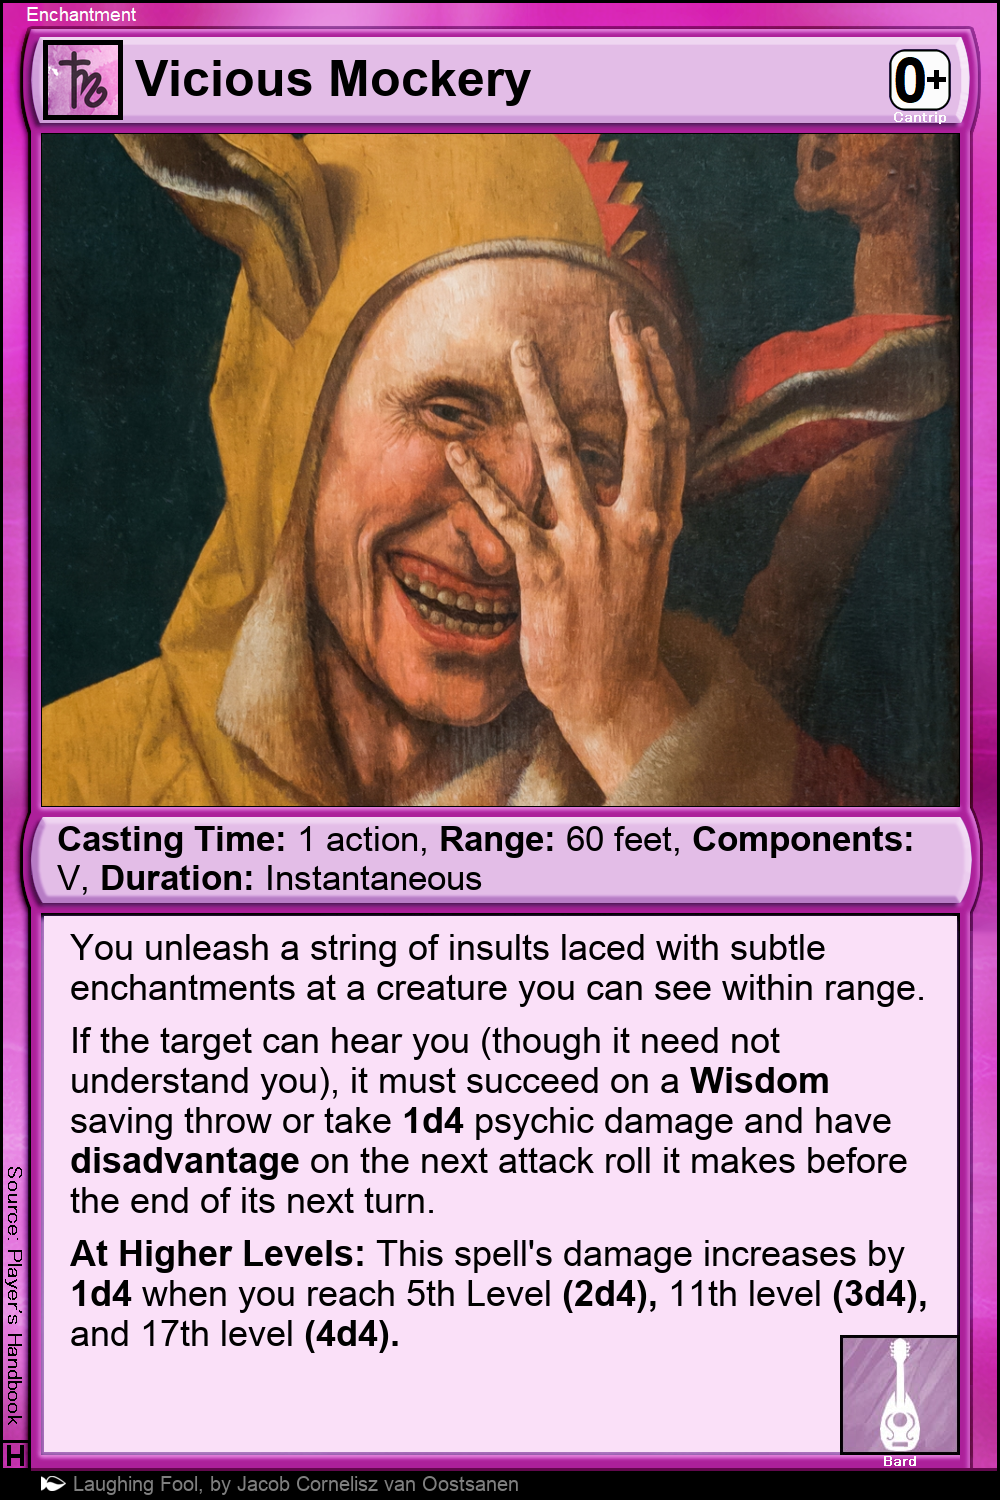 Enchantment
Vicious Mockery
0+
Cantrip
Casting Time: 1 action, Range: 60 feet, Components:
V, Duration: Instantaneous
You unleash a string of insults laced with subtle
enchantments at a creature you can see within range.
If the target can hear you (though it need not
understand you), it must succeed on a Wisdom
saving throw or take 1d4 psychic damage and have
disadvantage on the next attack roll it makes before
the end of its next turn.
At Higher Levels: This spell's damage increases by
1d4 when you reach 5th Level (2d4), 11th level (3d4),
and 17th level (4d4).
Bard
Source: Player's Handbook
H
Laughing Fool, by Jacob Cornelisz van Oostsanen